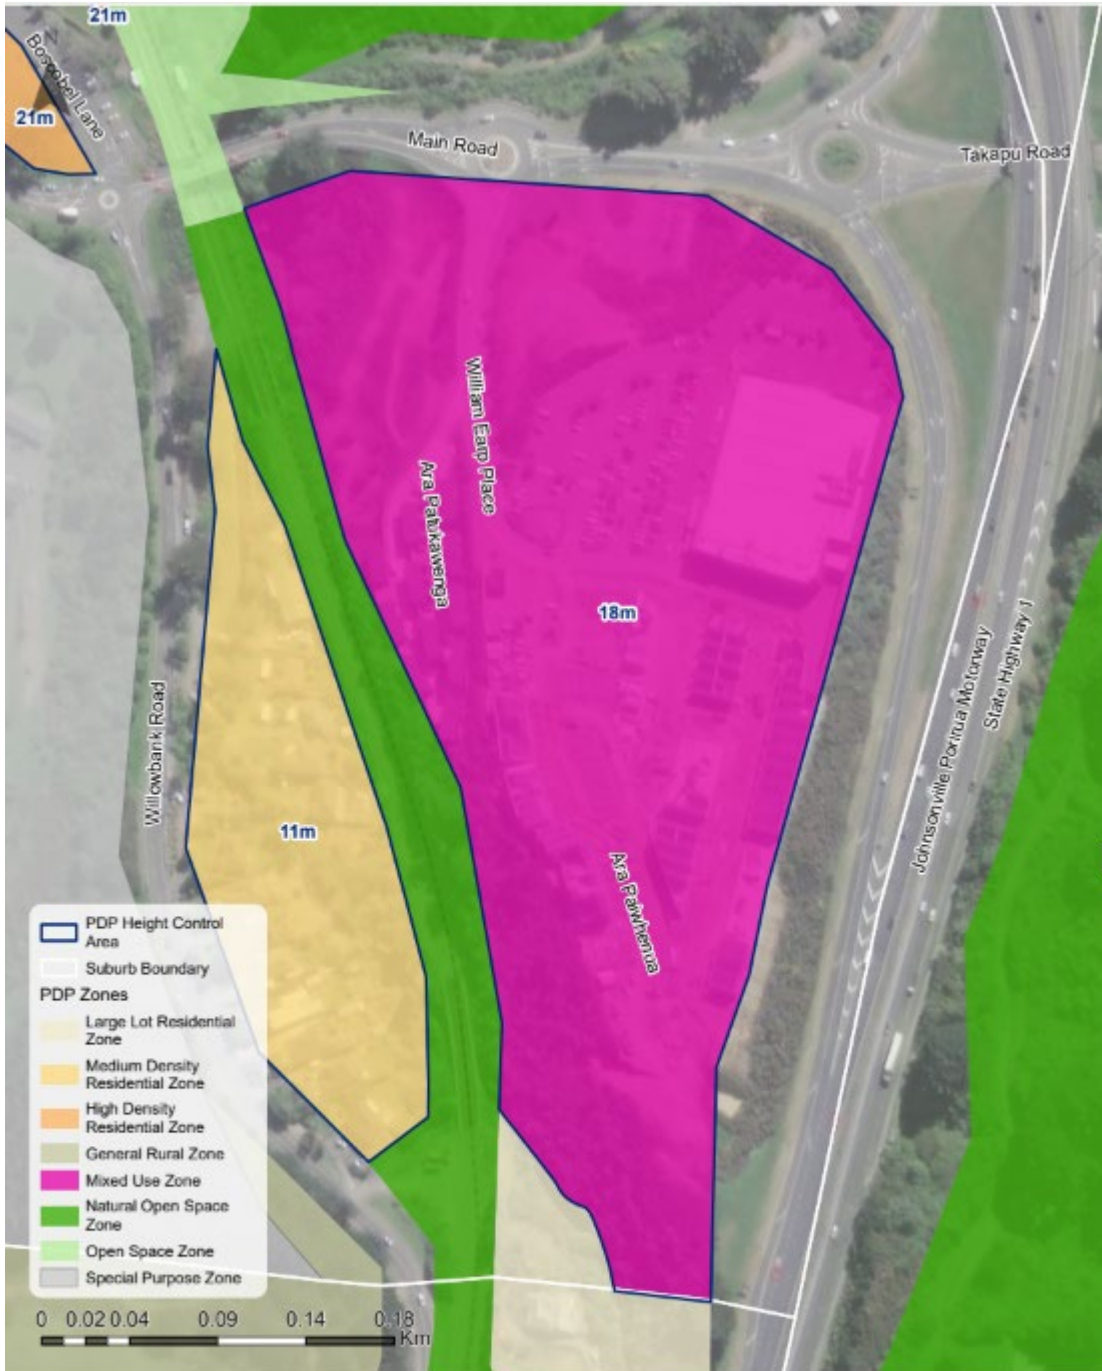 21m
Boscobel Lane
N
21m
Main Road
Takapu Road
William Earp Place
Ara Patukawenga
18m
Johnsonville Porirua Motorway
State Highway 1
Willowbank Road
11m
Ara Paiwhenua
PDP Height Control
Area
Suburb Boundary
PDP Zones
Large Lot Residential
Zone
Medium Density
Residential Zone
High Density
Residential Zone
General Rural Zone
Mixed Use Zone
Natural Open Space
Zone
Open Space Zone
Special Purpose Zone
0 0.02 0.04 0.09 0.14 0.18
Km